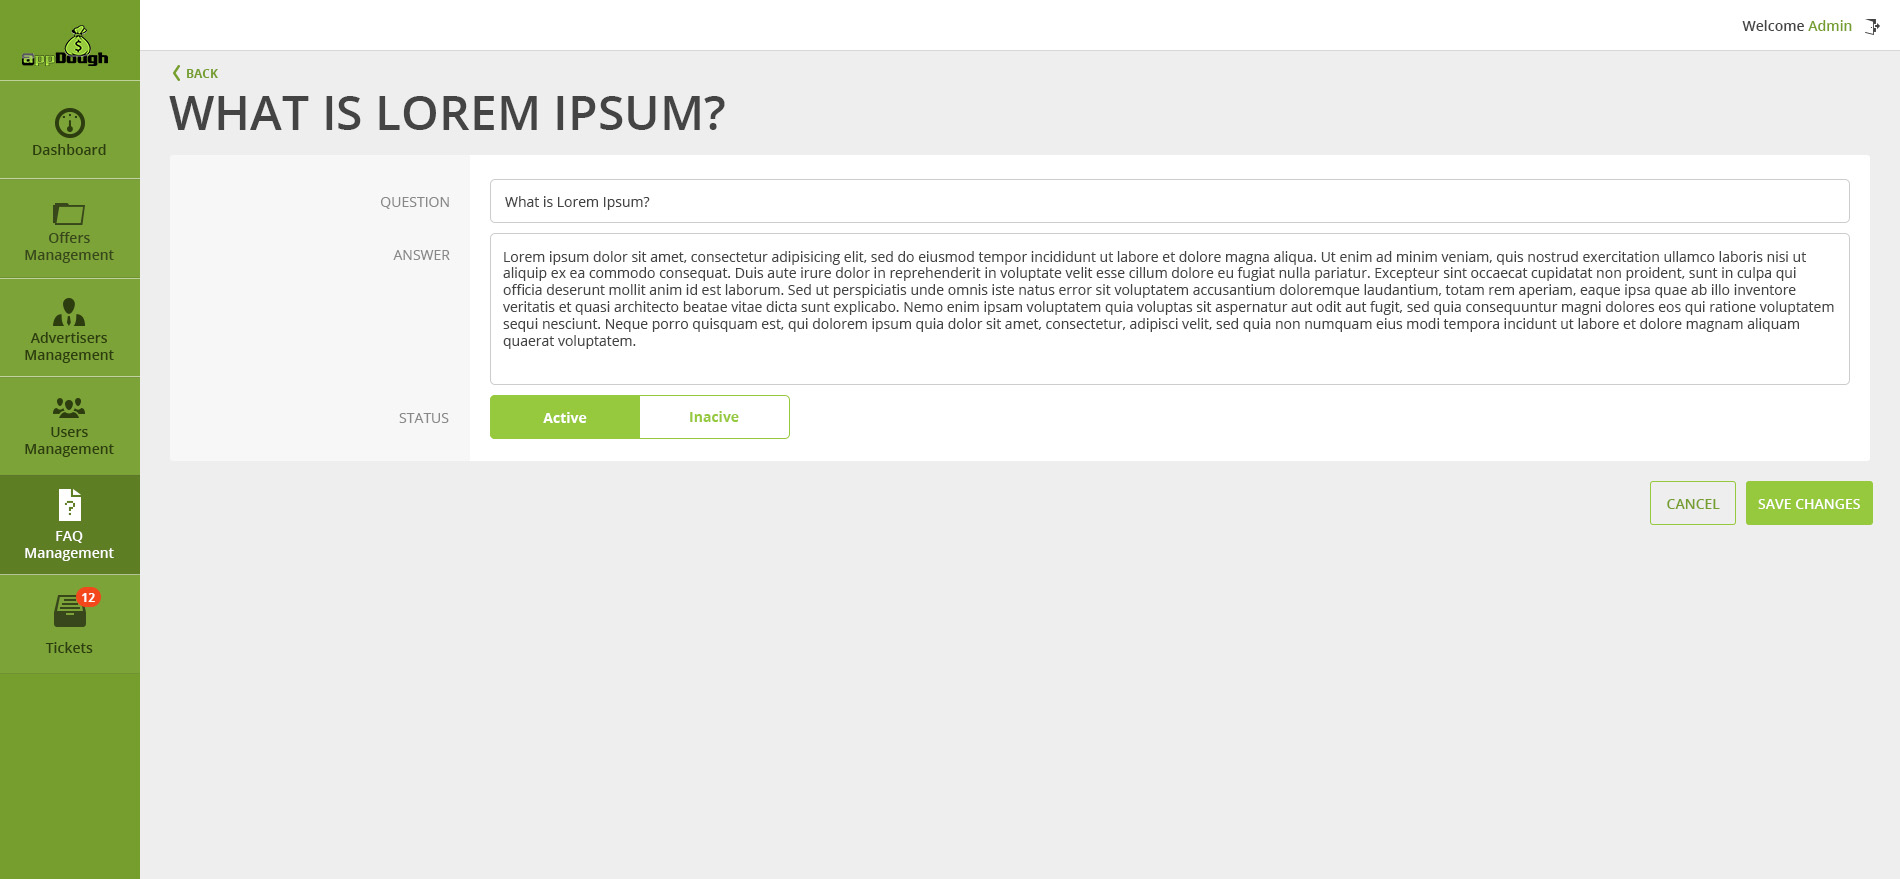 Welcome Admin
appDough
BACK
WHAT IS LOREM IPSUM?
Dashboard
Offers
Management
Advertisers
Management
Users
Management
FAQ
Management
12
Tickets
QUESTION
What is Lorem Ipsum?
ANSWER
Lorem ipsum dolor sit amet, consectetur adipisicing elit, sed do eiusmod tempor incididunt ut labore et dolore magna aliqua. Ut enim ad minim veniam, quis nostrud exercitation ullamco laboris nisi ut
aliquip ex ea commodo consequat. Duis aute irure dolor in reprehenderit in voluptate velit esse cillum dolore eu fugiat nulla pariatur. Excepteur sint occaecat cupidatat non proident, sunt in culpa qui
officia deserunt mollit anim id est laborum. Sed ut perspiciatis unde omnis iste natus error sit voluptatem accusantium doloremque laudantium, totam rem aperiam, eaque ipsa quae ab illo inventore
veritatis et quasi architecto beatae vitae dicta sunt explicabo. Nemo enim ipsam voluptatem quia voluptas sit aspernatur aut odit aut fugit, sed quia consequuntur magni dolores eos qui ratione voluptatem
sequi nesciunt. Neque porro quisquam est, qui dolorem ipsum quia dolor sit amet, consectetur, adipisci velit, sed quia non numquam eius modi tempora incidunt ut labore et dolore magnam aliquam
quaerat voluptatem.
STATUS
Active
Inacive
CANCEL
SAVE CHANGES